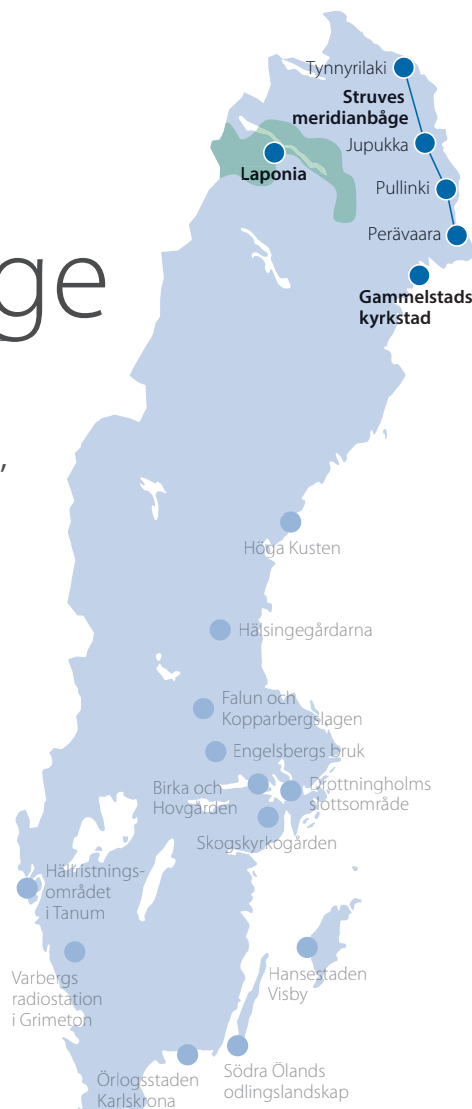 Tynnyrilaki
Struves
meridianbåge
Jupukka
Laponia
Pullinki
Perävaara
ge
Gammelstads
kyrkstad
,
Höga Kusten
Hälsingegårdarna
Falun och
Kopparbergslagen
Engelsbergs bruk
Birka och
Hovgården
Drottningholms
slottsområde
Skogskyrkogården
Hällristnings-
området
i Tanum
Varbergs
radiostation
i Grimeton
Hansestaden
Visby
Örlogsstaden
Karlskrona
Södra Ölands
odlingslandskap